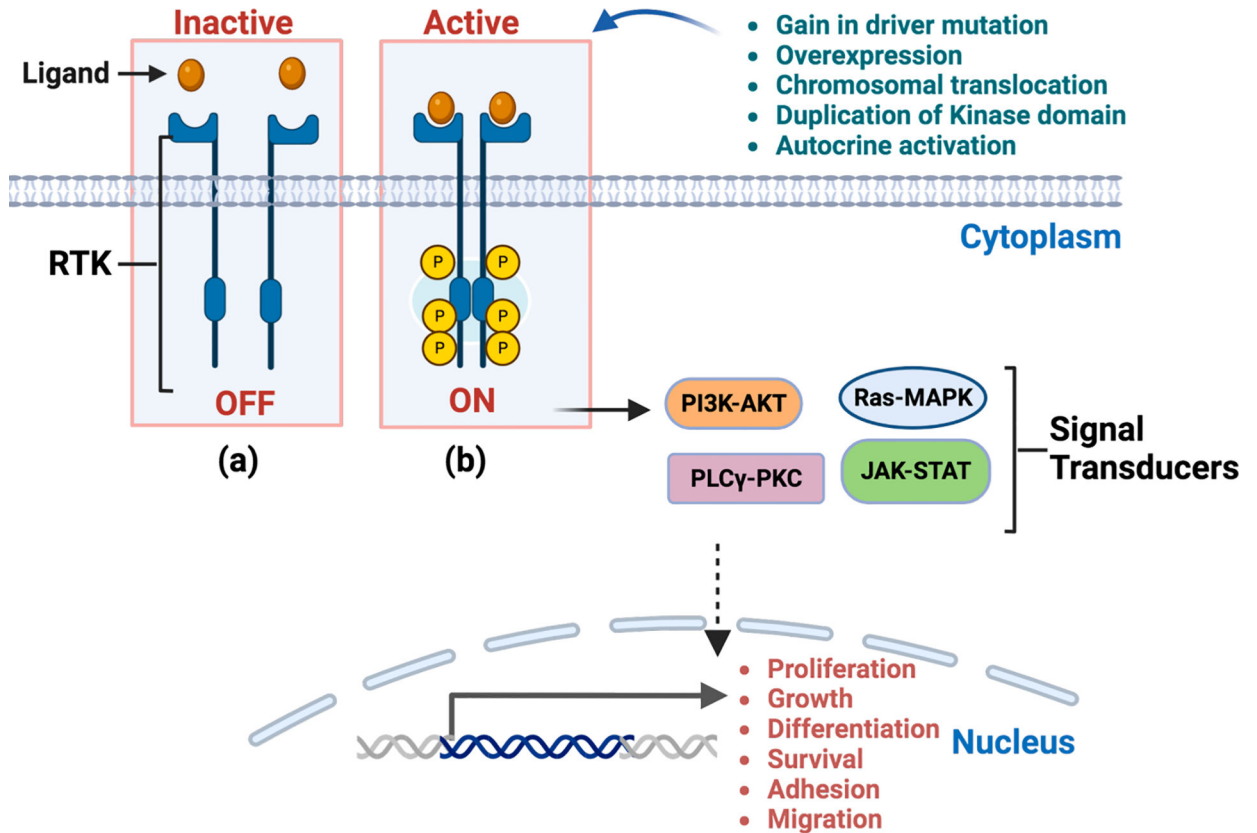 Inactive
Active
Ligand
• Gain in driver mutation
• Overexpression
• Chromosomal translocation
• Duplication of Kinase domain
• Autocrine activation
Cytoplasm
RTK
P
P
P
P
P
P
OFF
ON
(a)
(b)
PI3K-AKT
Ras-MAPK
PLCγ-PKC
JAK-STAT
Signal
Transducers
• Proliferation
• Growth
• Differentiation
• Survival
• Adhesion
• Migration
Nucleus